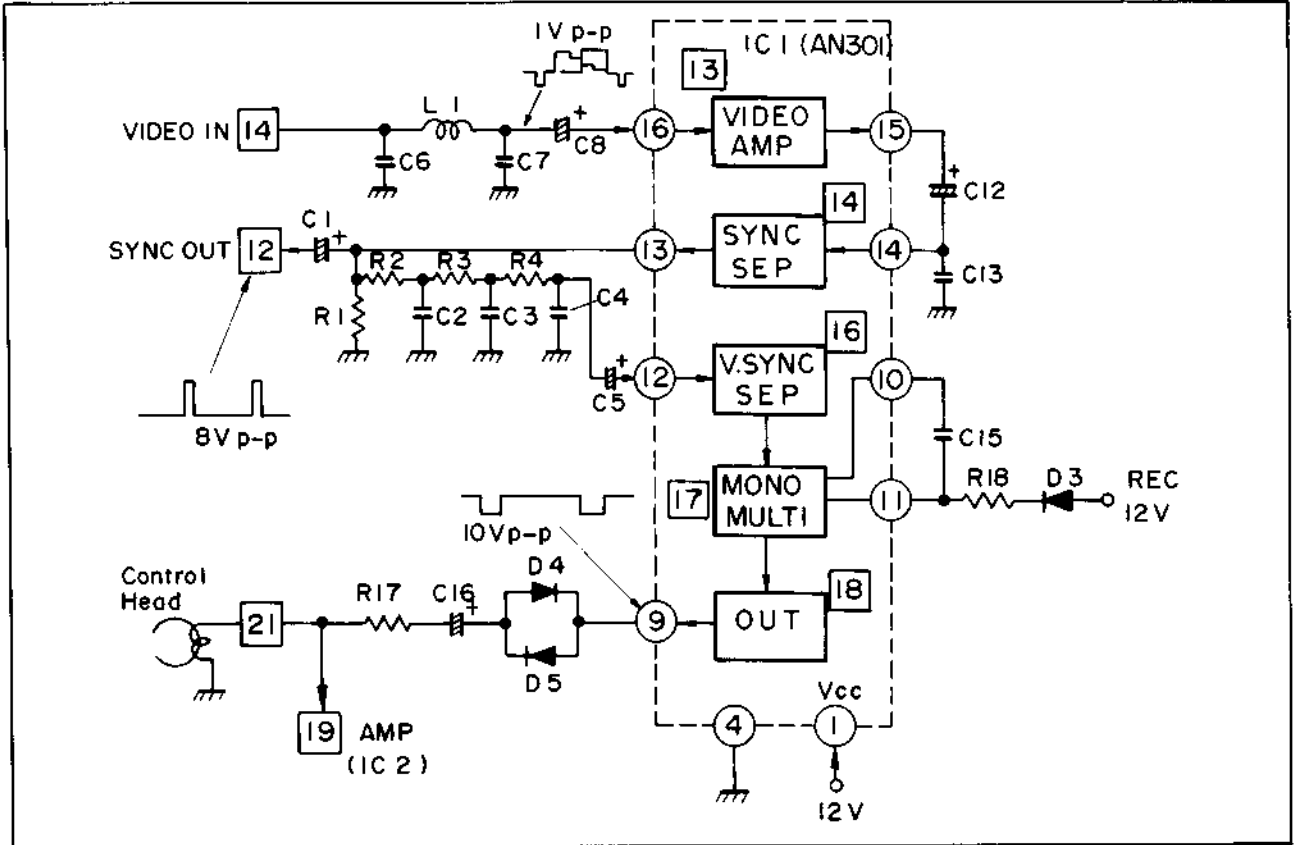 1V p-p
IC1 (AN301)
13
L1
VIDEO IN
14
C6
C7
+
C8
16
VIDEO
AMP
15
+
C12
C1
+
14
SYNC OUT
12
13
SYNC
SEP
14
C13
R2
R3
R4
R1
C2
C3
C4
16
+
C5
12
V.SYNC
SEP
10
8V p-p
C15
17
MONO
MULTI
11
R18
D3
REC
12V
10V p-p
Control
Head
D4
18
21
R17
C16
+
9
OUT
D5
19
AMP
(IC2)
4
Vcc
1
12V